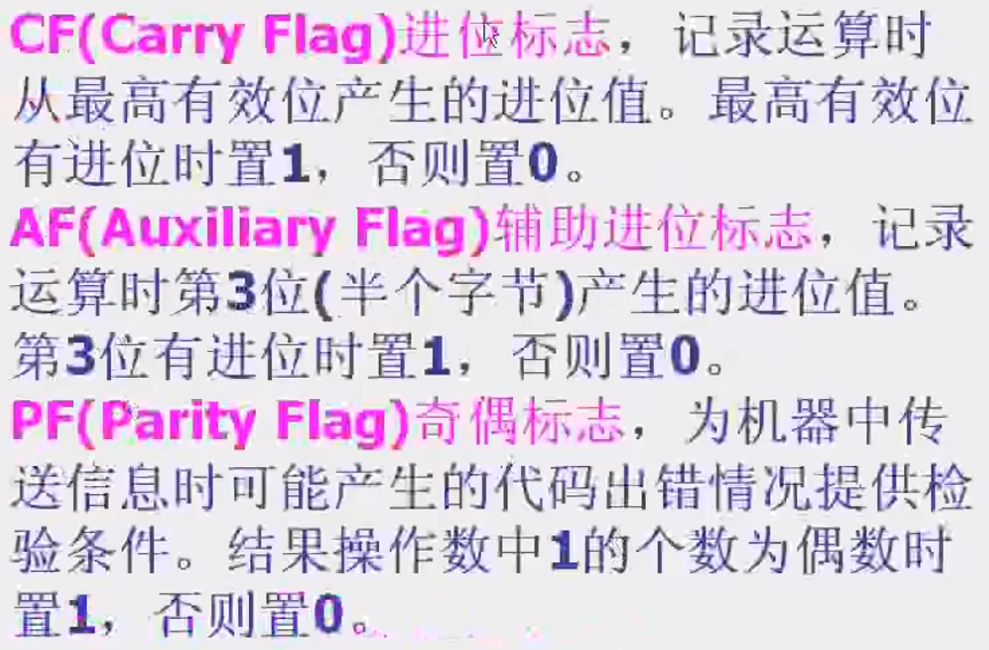 CF(Carry Flag)进位标志，记录运算时
从最高有效位产生的进位值。最高有效位
有进位时置1，否则置0。
AF(Auxiliary Flag)辅助进位标志，记录
运算时第3位(半个字节)产生的进位值。
第3位有进位时置1，否则置0。
PF(Parity Flag)奇偶标志，为机器中传
送信息时可能产生的代码出错情况提供检
验条件。结果操作数中1的个数为偶数时
置1，否则置0。